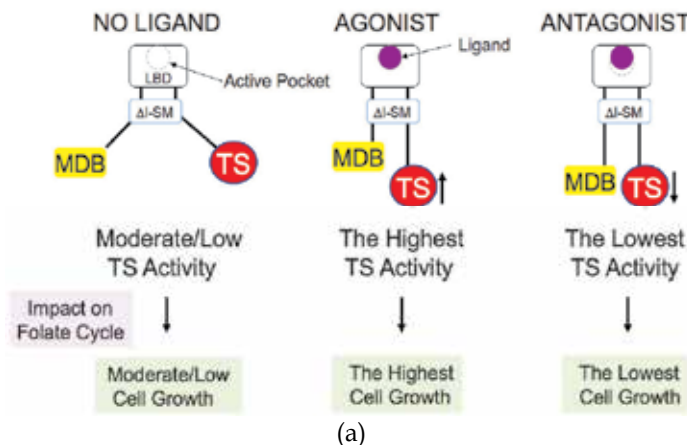 NO LIGAND
AGONIST
ANTAGONIST
Ligand
LBD
Active Pocket
ΔI-SM
ΔI-SM
ΔI-SM
MDB
TS
MDB
TS
MDB
TS
Moderate/Low
TS Activity
The Highest
TS Activity
The Lowest
TS Activity
Impact on
Folate Cycle
Moderate/Low
Cell Growth
The Highest
Cell Growth
The Lowest
Cell Growth
(a)